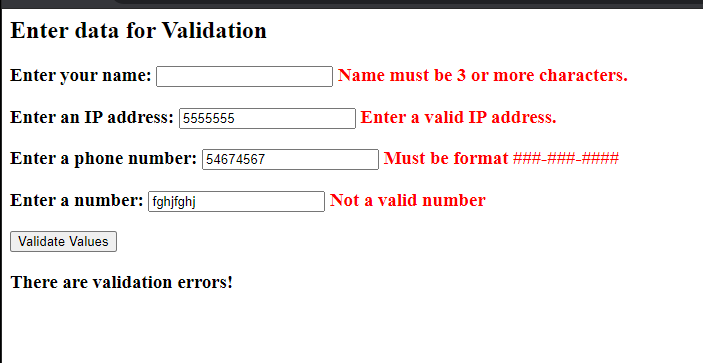 Enter data for Validation
Enter your name: Name must be 3 or more characters.
Enter an IP address: 5555555 Enter a valid IP address.
Enter a phone number: 54674567 Must be format ###-###-####
Enter a number: fghjfghj Not a valid number
Validate Values
There are validation errors!